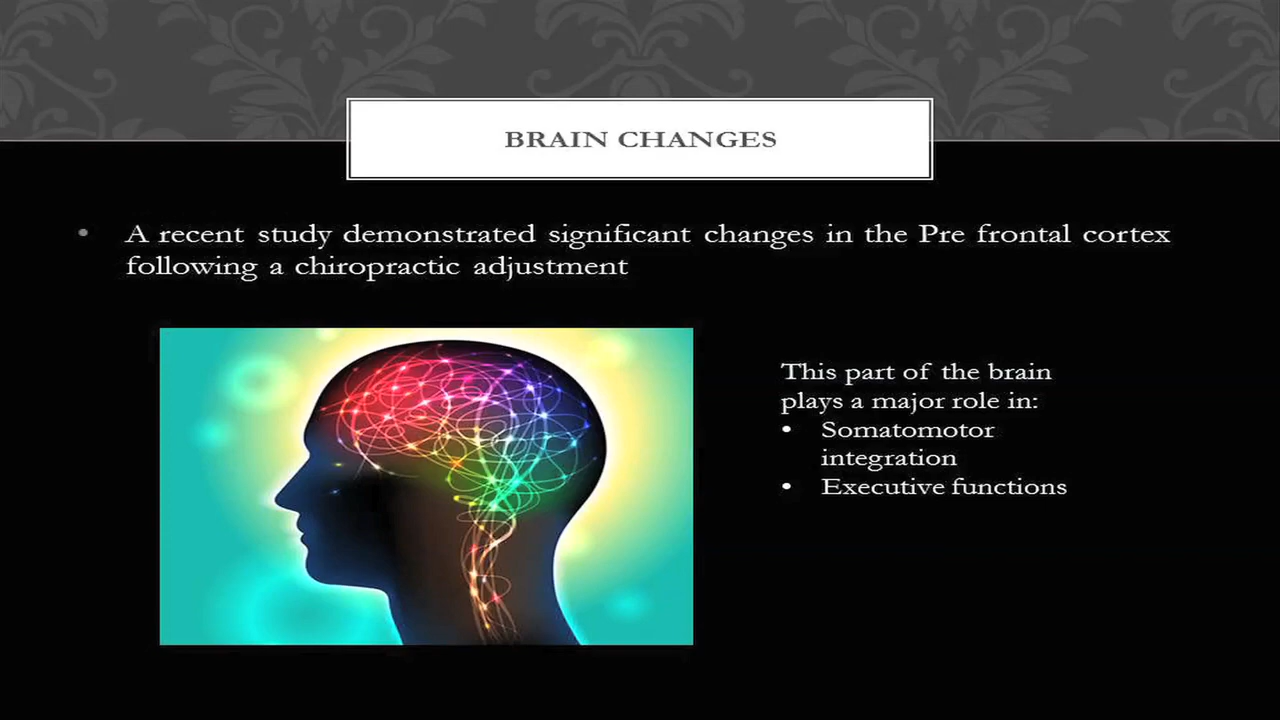 BRAIN CHANGES
• A recent study demonstrated significant changes in the Pre frontal cortex
following a chiropractic adjustment
This part of the brain
plays a major role in:
• Somatomotor
integration
• Executive functions